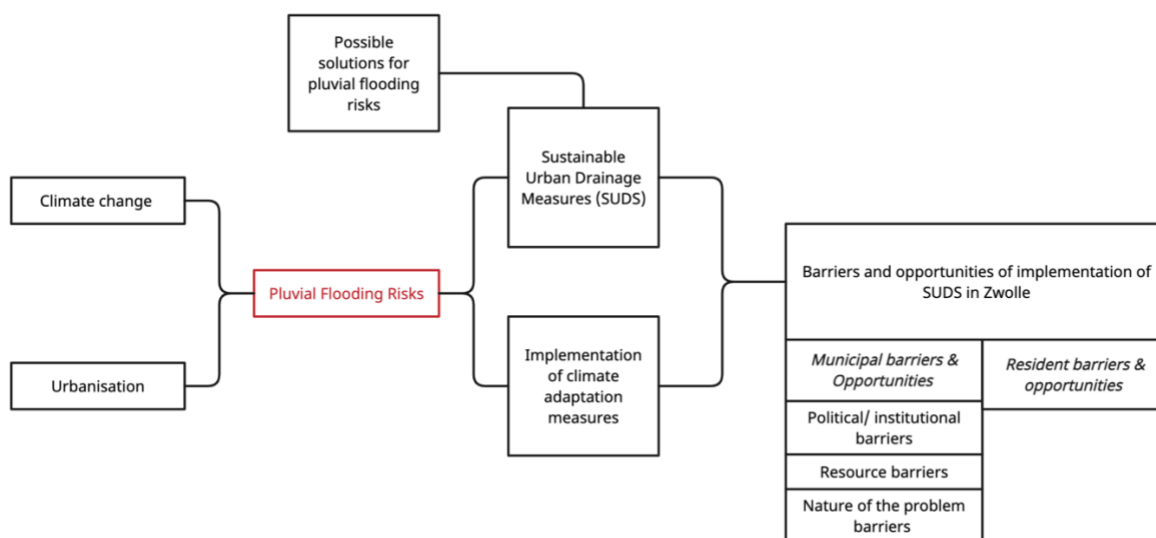 Possible
solutions for
pluvial flooding
risks
Sustainable
Urban Drainage
Measures (SUDS)
Climate change
Pluvial Flooding Risks
Urbanisation
Implementation
of climate
adaptation
measures
Barriers and opportunities of implementation of
SUDS in Zwolle
Municipal barriers &
Opportunities
Resident barriers &
opportunities
Political/ institutional
barriers
Resource barriers
Nature of the problem
barriers